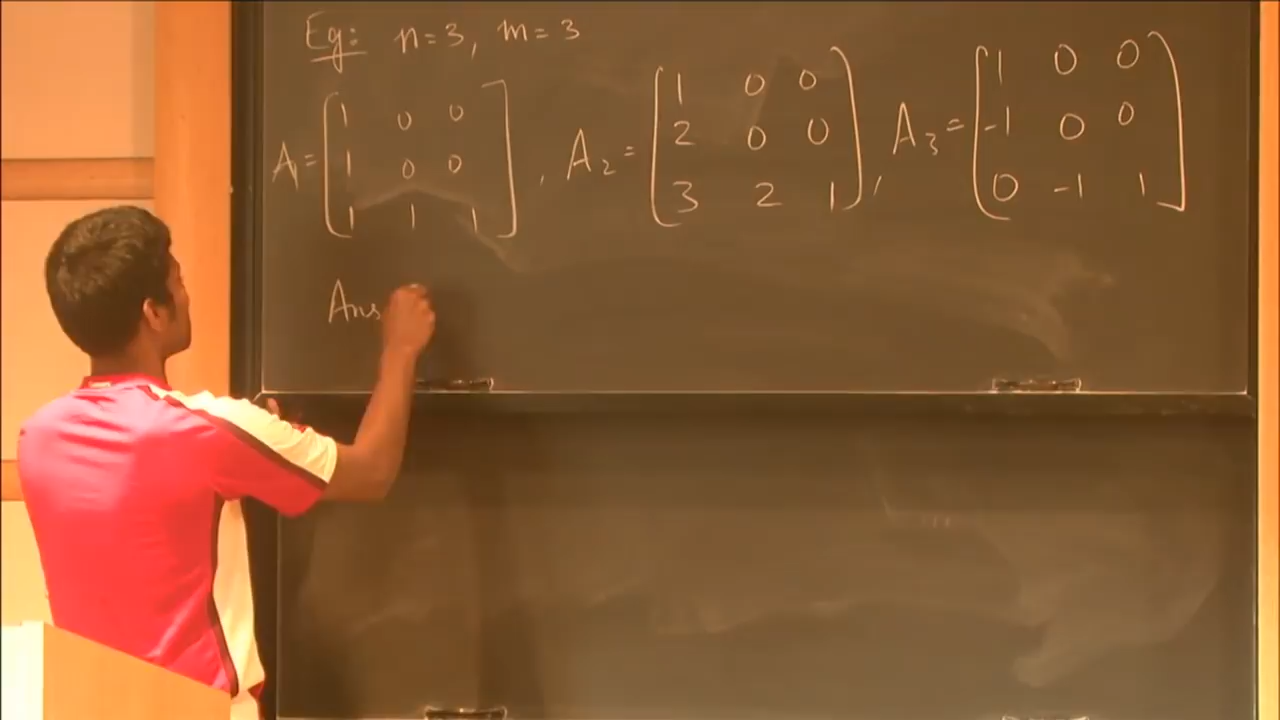 Eg: n=3, m=3
A1 = [1 0 0; 1 0 0; 1 1 1], A2 = [1 0 0; 2 0 0; 3 2 1], A3 = [1 0 0; -1 0 0; 0 -1 1]
Ans